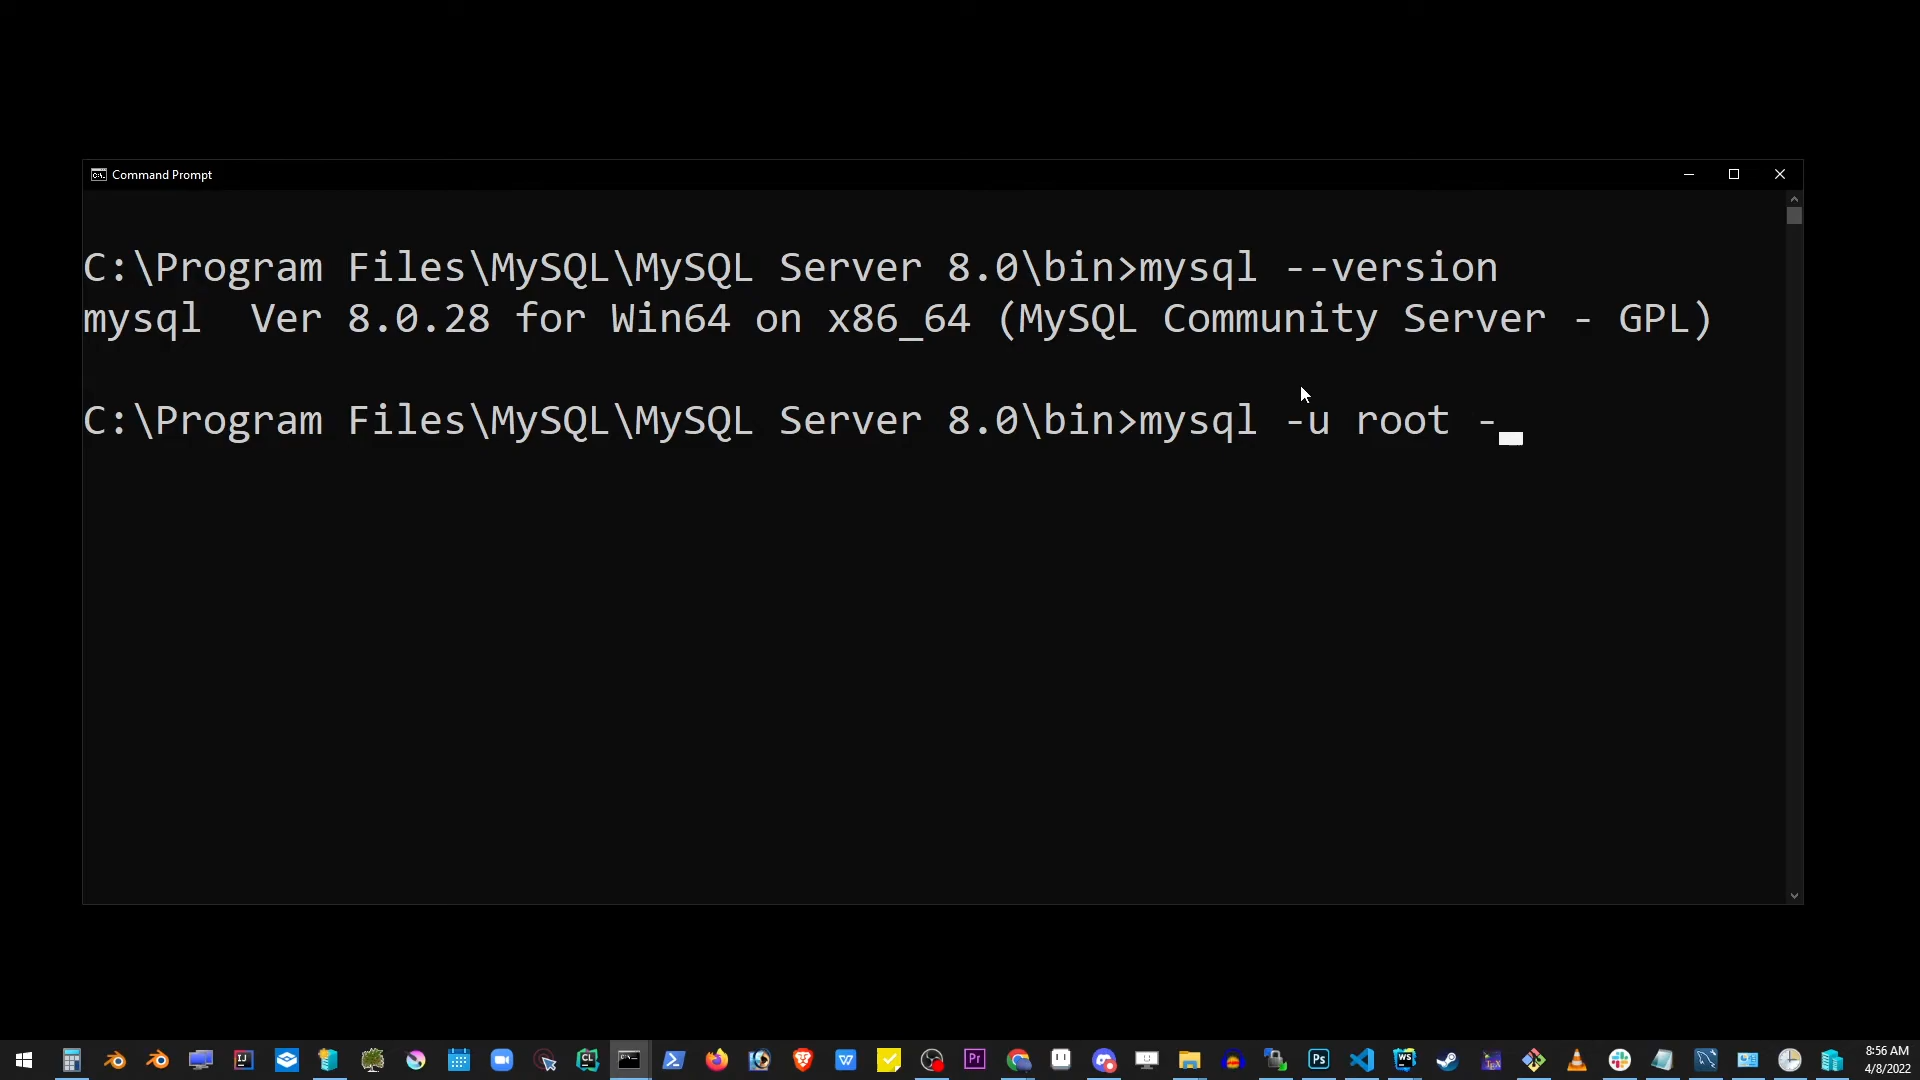 Command Prompt
C:\Program Files\MySQL\MySQL Server 8.0\bin>mysql --version
mysql  Ver 8.0.28 for Win64 on x86_64 (MySQL Community Server - GPL)
C:\Program Files\MySQL\MySQL Server 8.0\bin>mysql -u root -
8:56 AM
4/8/2022